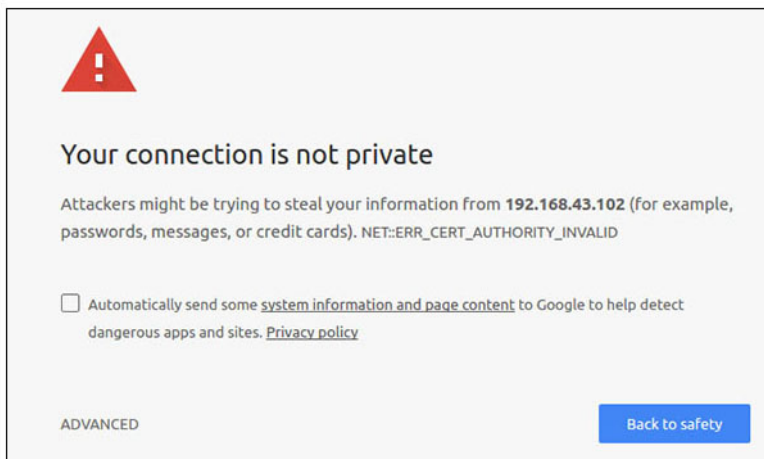 Your connection is not private
Attackers might be trying to steal your information from 192.168.43.102 (for example,
passwords, messages, or credit cards). NET::ERR_CERT_AUTHORITY_INVALID
Automatically send some system information and page content to Google to help detect
dangerous apps and sites. Privacy policy
ADVANCED
Back to safety